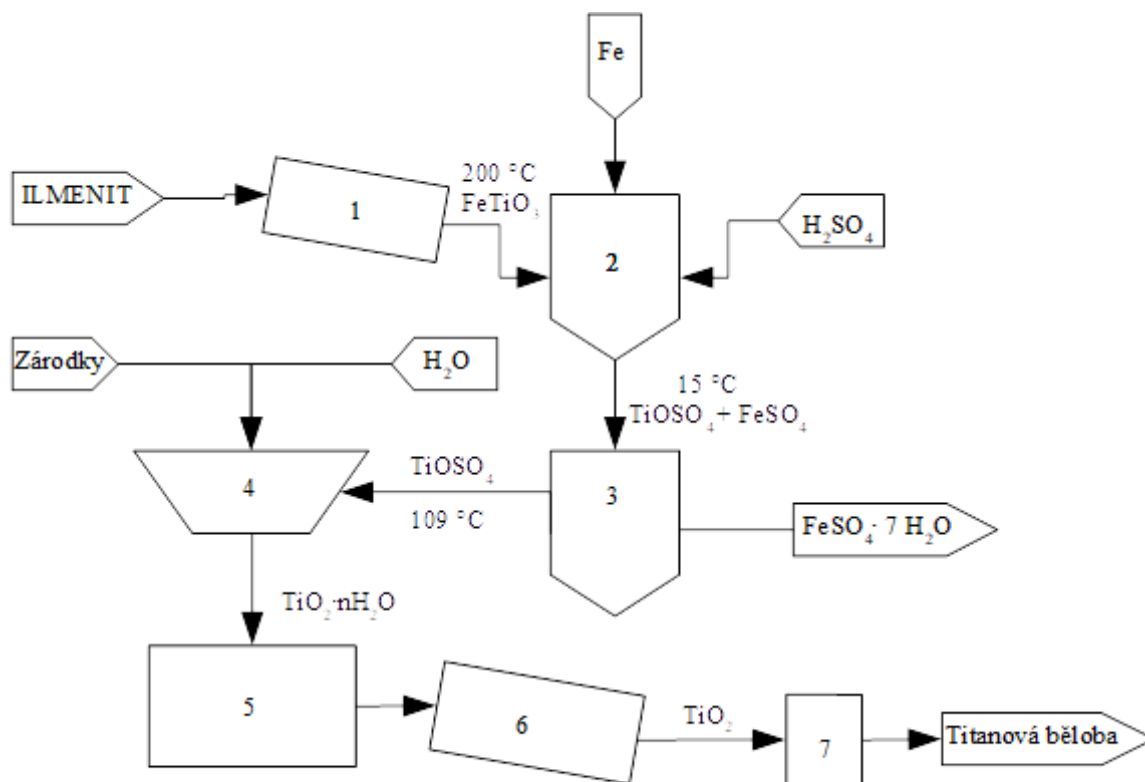 Fe
ILMENIT
1
200 °C
FeTiO₃
2
H₂SO₄
Zárodky
H₂O
15 °C
TiOSO₄ + FeSO₄
4
TiOSO₄
109 °C
3
FeSO₄· 7 H₂O
TiO₂·nH₂O
5
6
TiO₂
7
Titanová běloba